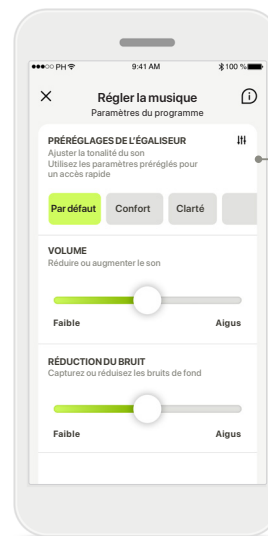 PH 9:41 AM 100 %
Régler la musique
Paramètres du programme
PRÉRÉGLAGES DE L'ÉGALISEUR
Ajuster la tonalité du son
Utilisez les paramètres préréglés pour
un accès rapide
Par défaut Confort Clarté
VOLUME
Réduire ou augmenter le son
Faible Aigus
RÉDUCTION DU BRUIT
Capturez ou réduisez les bruits de fond
Faible Aigus